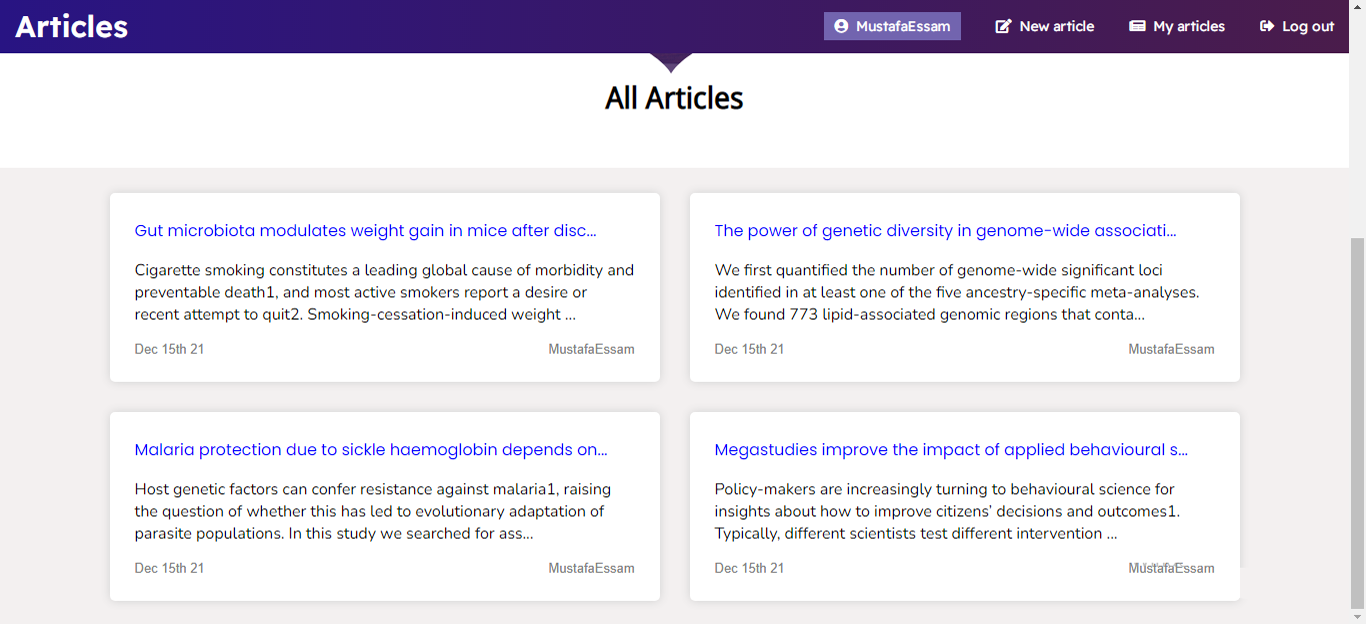 Articles
MustafaEssam
New article
My articles
Log out
All Articles
Gut microbiota modulates weight gain in mice after disc...
Cigarette smoking constitutes a leading global cause of morbidity and
preventable death1, and most active smokers report a desire or
recent attempt to quit2. Smoking-cessation-induced weight ...
Dec 15th 21
MustafaEssam
The power of genetic diversity in genome-wide associati...
We first quantified the number of genome-wide significant loci
identified in at least one of the five ancestry-specific meta-analyses.
We found 773 lipid-associated genomic regions that conta...
Dec 15th 21
MustafaEssam
Malaria protection due to sickle haemoglobin depends on...
Host genetic factors can confer resistance against malaria1, raising
the question of whether this has led to evolutionary adaptation of
parasite populations. In this study we searched for ass...
Dec 15th 21
MustafaEssam
Megastudies improve the impact of applied behavioural s...
Policy-makers are increasingly turning to behavioural science for
insights about how to improve citizens’ decisions and outcomes1.
Typically, different scientists test different intervention ...
Dec 15th 21
MustafaEssam